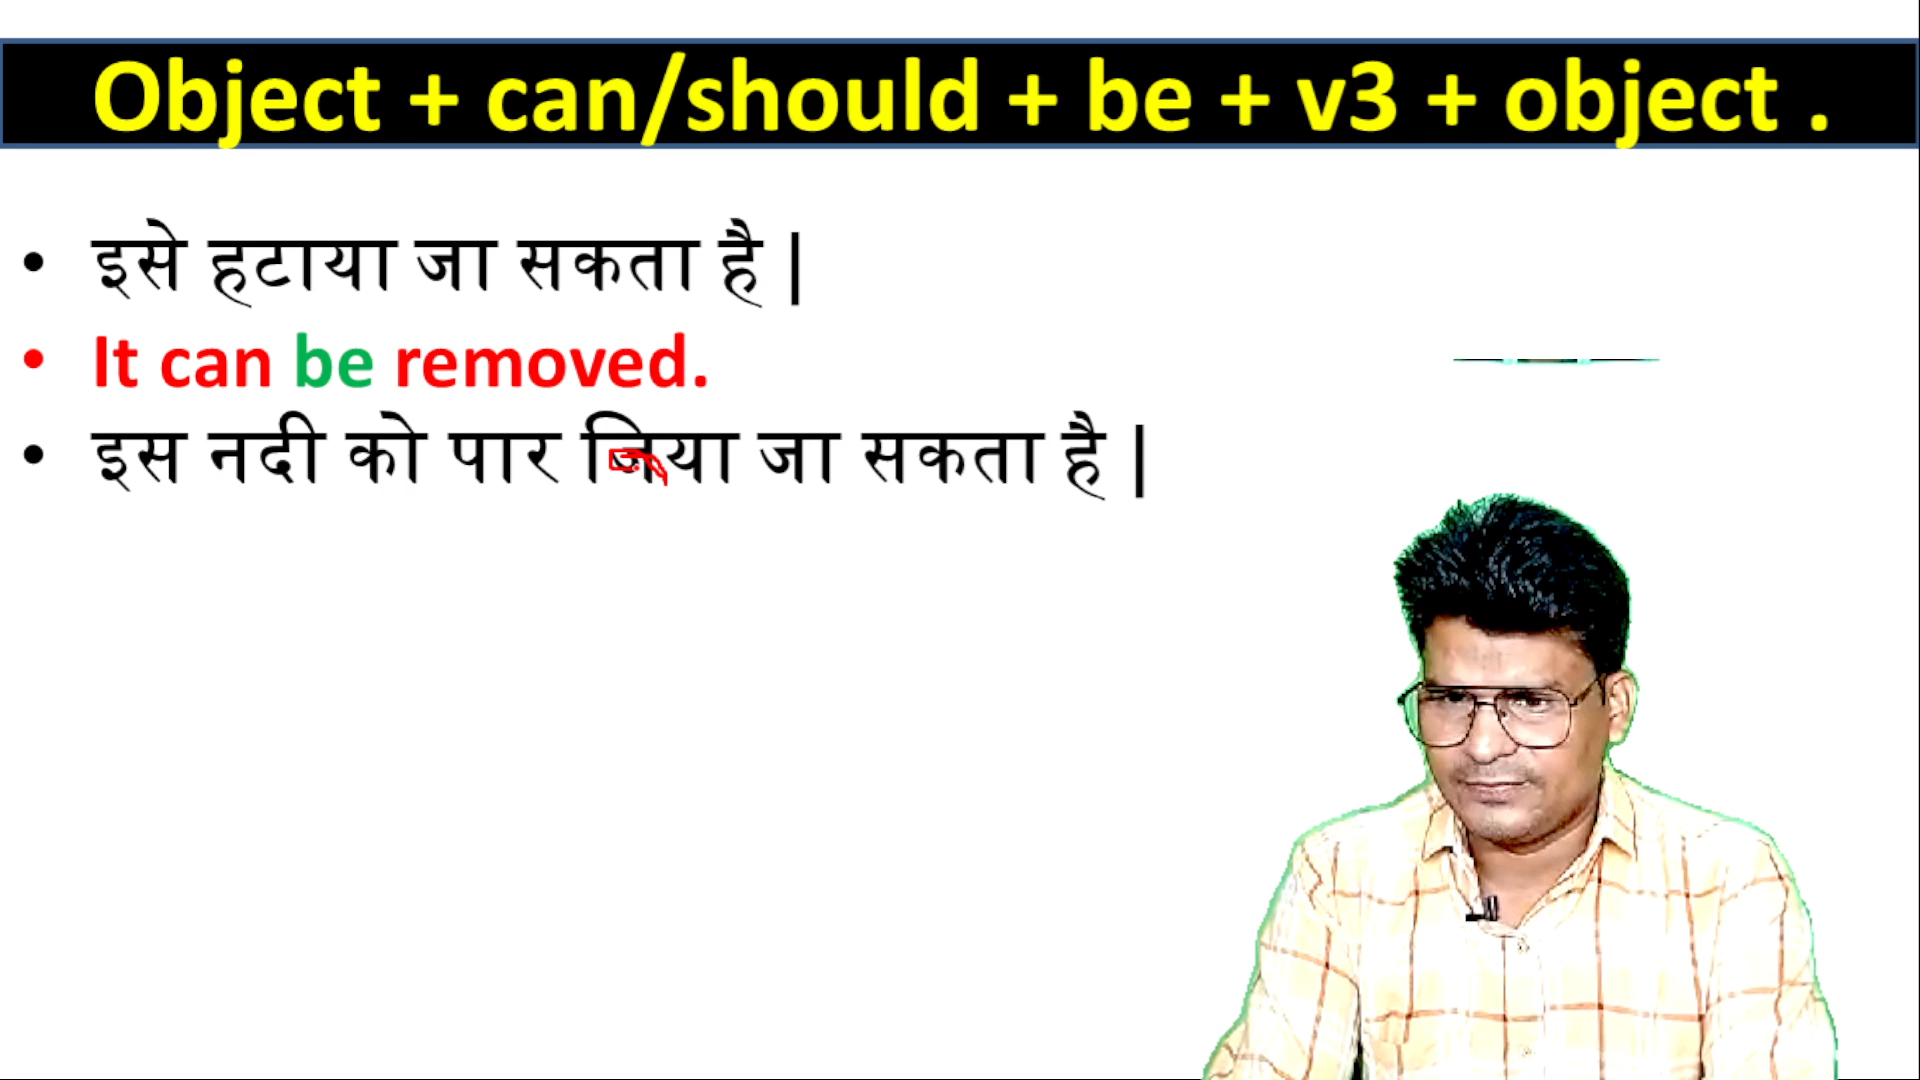 Object + can/should + be + v3 + object .
• इसे हटाया जा सकता है |
• It can be removed.
• इस नदी को पार जिया जा सकता है |